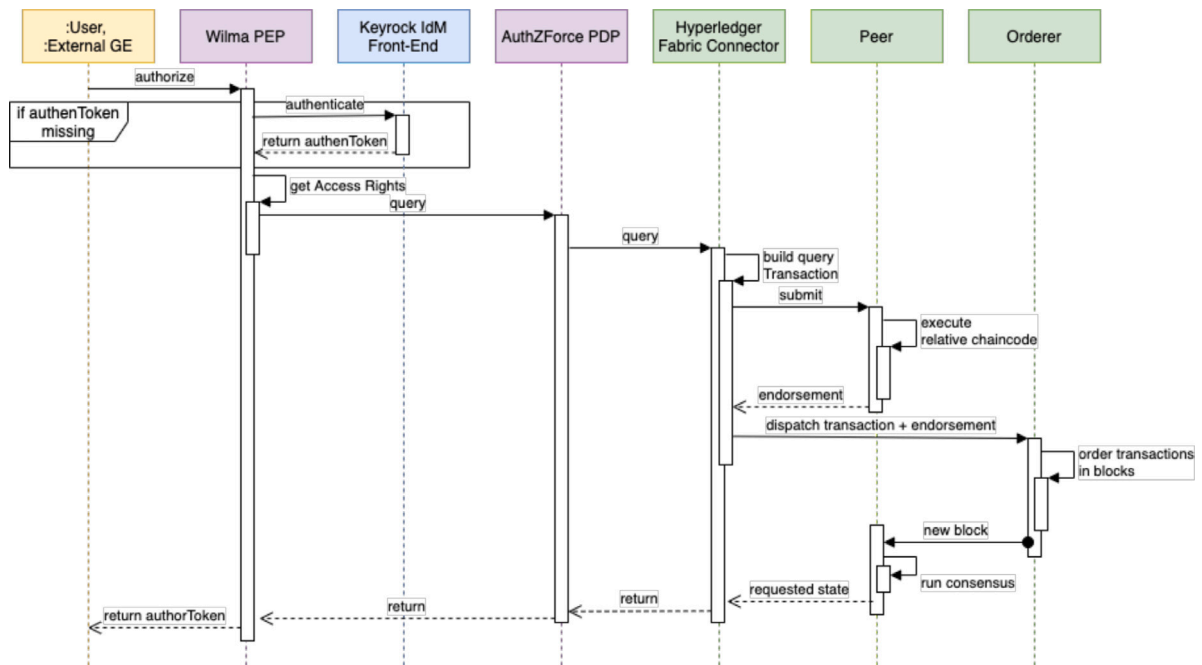 :User,
:External GE
Wilma PEP
Keyrock IdM
Front-End
AuthZForce PDP
Hyperledger
Fabric Connector
Peer
Orderer
authorize
if authenToken
missing
authenticate
return authenToken
get Access Rights
query
query
build query
Transaction
submit
execute
relative chaincode
endorsement
dispatch transaction + endorsement
order transactions
in blocks
new block
run consensus
requested state
return
return
return authorToken